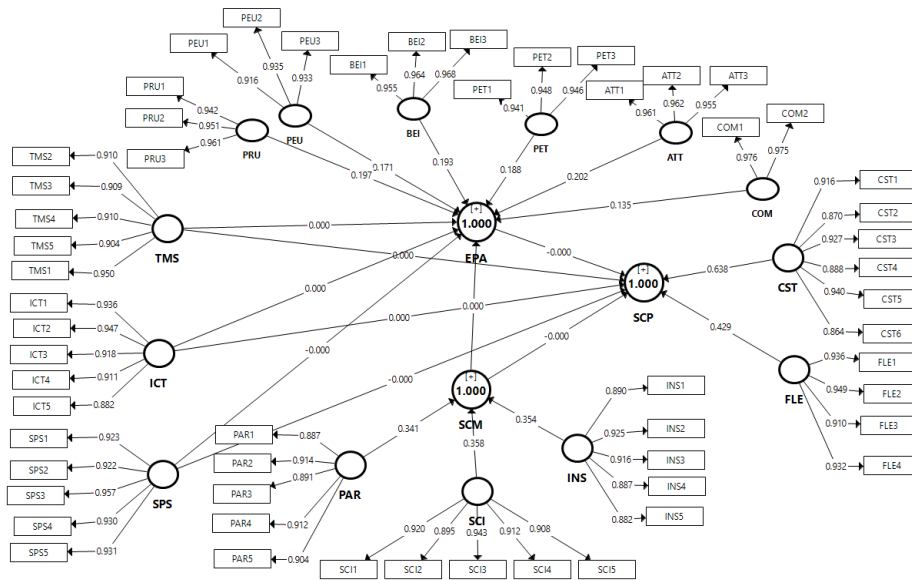 PEU2
PEU1
PEU3
0.935
0.916
0.933
PRU1
PRU2
PRU3
0.942
0.951
0.961
PRU
PEU
BEI1
BEI2
BEI3
0.955
0.964
0.968
BEI
PET1
PET2
PET3
0.941
0.948
0.946
PET
ATT1
ATT2
ATT3
0.961
0.962
0.955
ATT
COM1
COM2
0.976
0.975
COM
0.197
0.171
0.193
0.188
0.202
0.135
TMS2
TMS3
TMS4
TMS5
TMS1
0.910
0.909
0.910
0.904
0.950
TMS
0.000
0.000
[+]
1.000
EPA
-0.000
[+]
1.000
SCP
0.638
0.429
CST1
CST2
CST3
CST4
CST5
CST6
0.916
0.870
0.927
0.888
0.940
0.864
CST
ICT1
ICT2
ICT3
ICT4
ICT5
0.936
0.947
0.918
0.911
0.882
ICT
0.000
0.000
0.000
-0.000
-0.000
-0.000
[+]
1.000
SCM
FLE1
FLE2
FLE3
FLE4
0.936
0.949
0.910
0.932
FLE
SPS1
SPS2
SPS3
SPS4
SPS5
0.923
0.922
0.957
0.930
0.931
SPS
PAR1
PAR2
PAR3
PAR4
PAR5
0.887
0.914
0.891
0.912
0.904
PAR
0.341
0.358
0.354
INS1
INS2
INS3
INS4
INS5
0.890
0.925
0.916
0.887
0.882
INS
SCI
0.920
0.895
0.943
0.912
0.908
SCI1
SCI2
SCI3
SCI4
SCI5